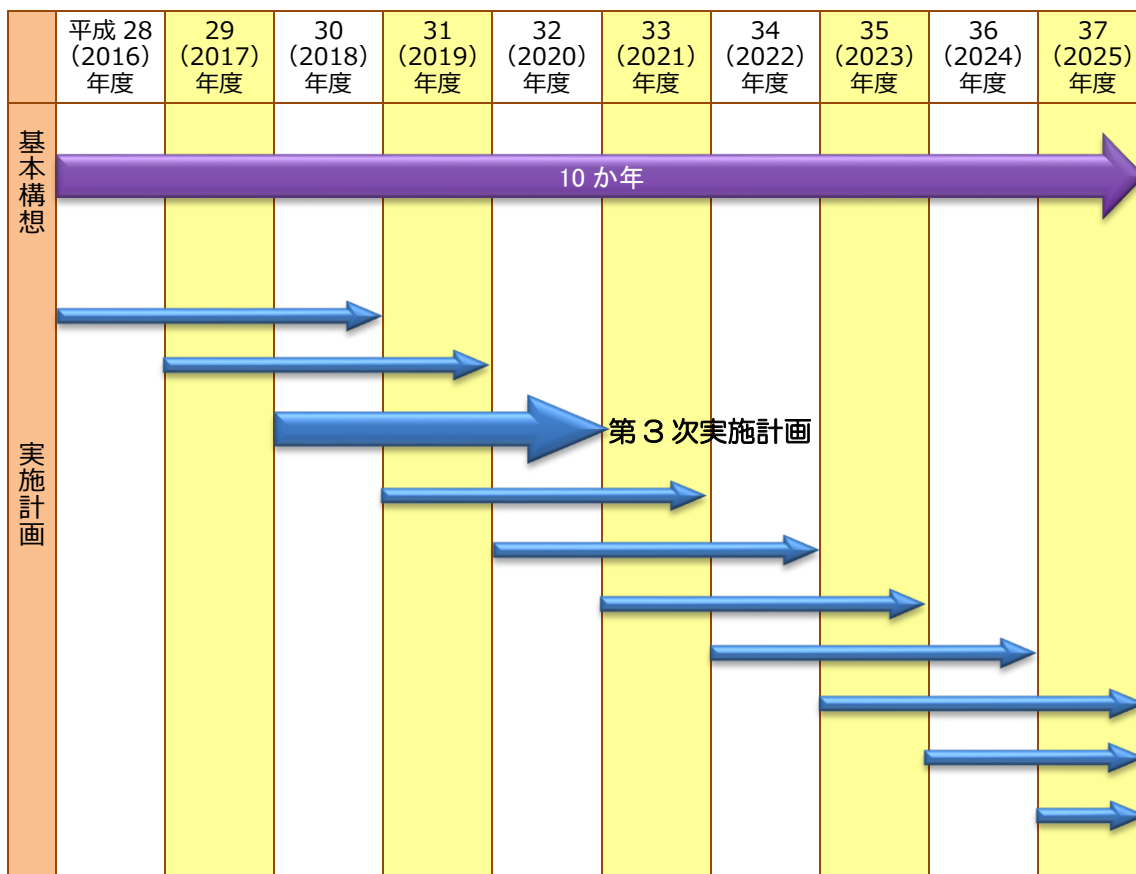 平成 28
（2016）
年度
29
（2017）
年度
30
（2018）
年度
31
（2019）
年度
32
（2020）
年度
33
（2021）
年度
34
（2022）
年度
35
（2023）
年度
36
（2024）
年度
37
（2025）
年度
基本構想
10 か年
実施計画
第３次実施計画